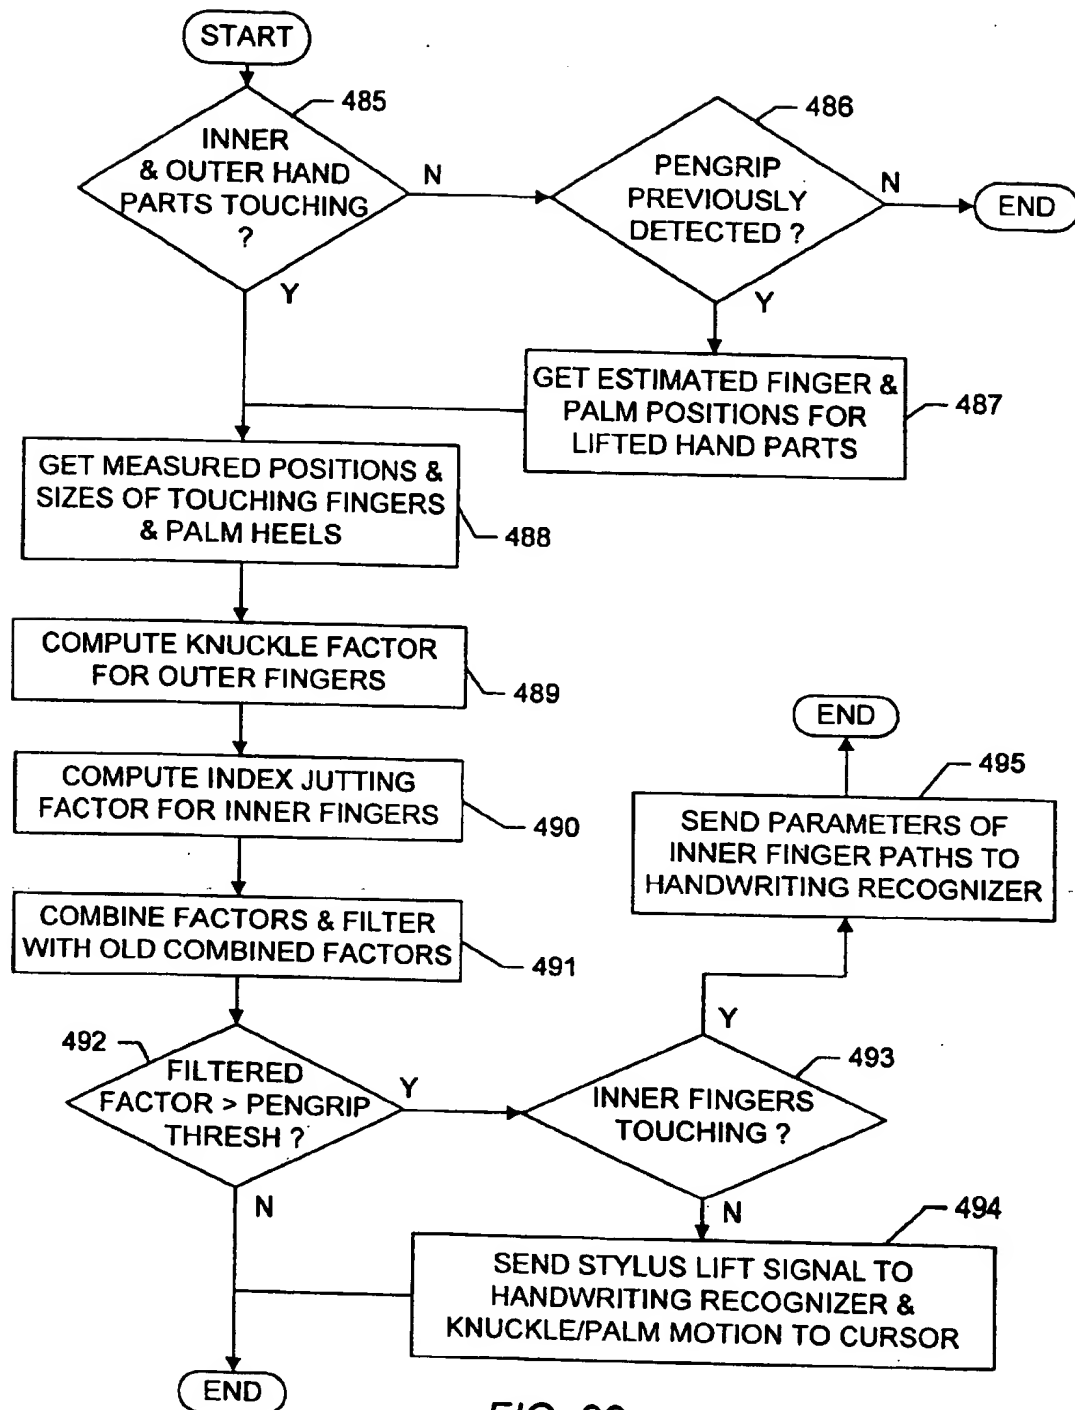 START
485
INNER
& OUTER HAND
PARTS TOUCHING
?
N
Y
486
PENGRIP
PREVIOUSLY
DETECTED ?
N
END
Y
GET ESTIMATED FINGER &
PALM POSITIONS FOR
LIFTED HAND PARTS
487
GET MEASURED POSITIONS &
SIZES OF TOUCHING FINGERS
& PALM HEELS
488
COMPUTE KNUCKLE FACTOR
FOR OUTER FINGERS
489
COMPUTE INDEX JUTTING
FACTOR FOR INNER FINGERS
490
COMBINE FACTORS & FILTER
WITH OLD COMBINED FACTORS
491
492
FILTERED
FACTOR > PENGRIP
THRESH ?
Y
N
493
INNER FINGERS
TOUCHING ?
Y
N
END
495
SEND PARAMETERS OF
INNER FINGER PATHS TO
HANDWRITING RECOGNIZER
494
SEND STYLUS LIFT SIGNAL TO
HANDWRITING RECOGNIZER &
KNUCKLE/PALM MOTION TO CURSOR
END
FIG.